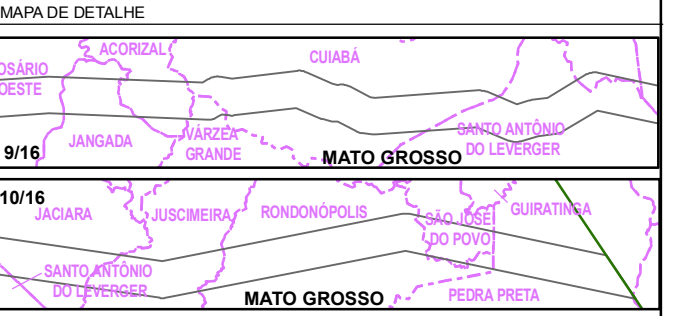 MAPA DE DETALHE
ACORIZAL
CUIABÁ
OSÁRIO
OESTE
JANGADA
VÁRZEA
GRANDE
SANTO ANTÔNIO
DO LEVERGER
9/16
MATO GROSSO
10/16
JACIARA
JUSCIMEIRA
RONDONÓPOLIS
SÃO JOSÉ
DO POVO
GUIRATINGA
SANTO ANTÔNIO
DO LEVERGER
MATO GROSSO
PEDRA PRETA